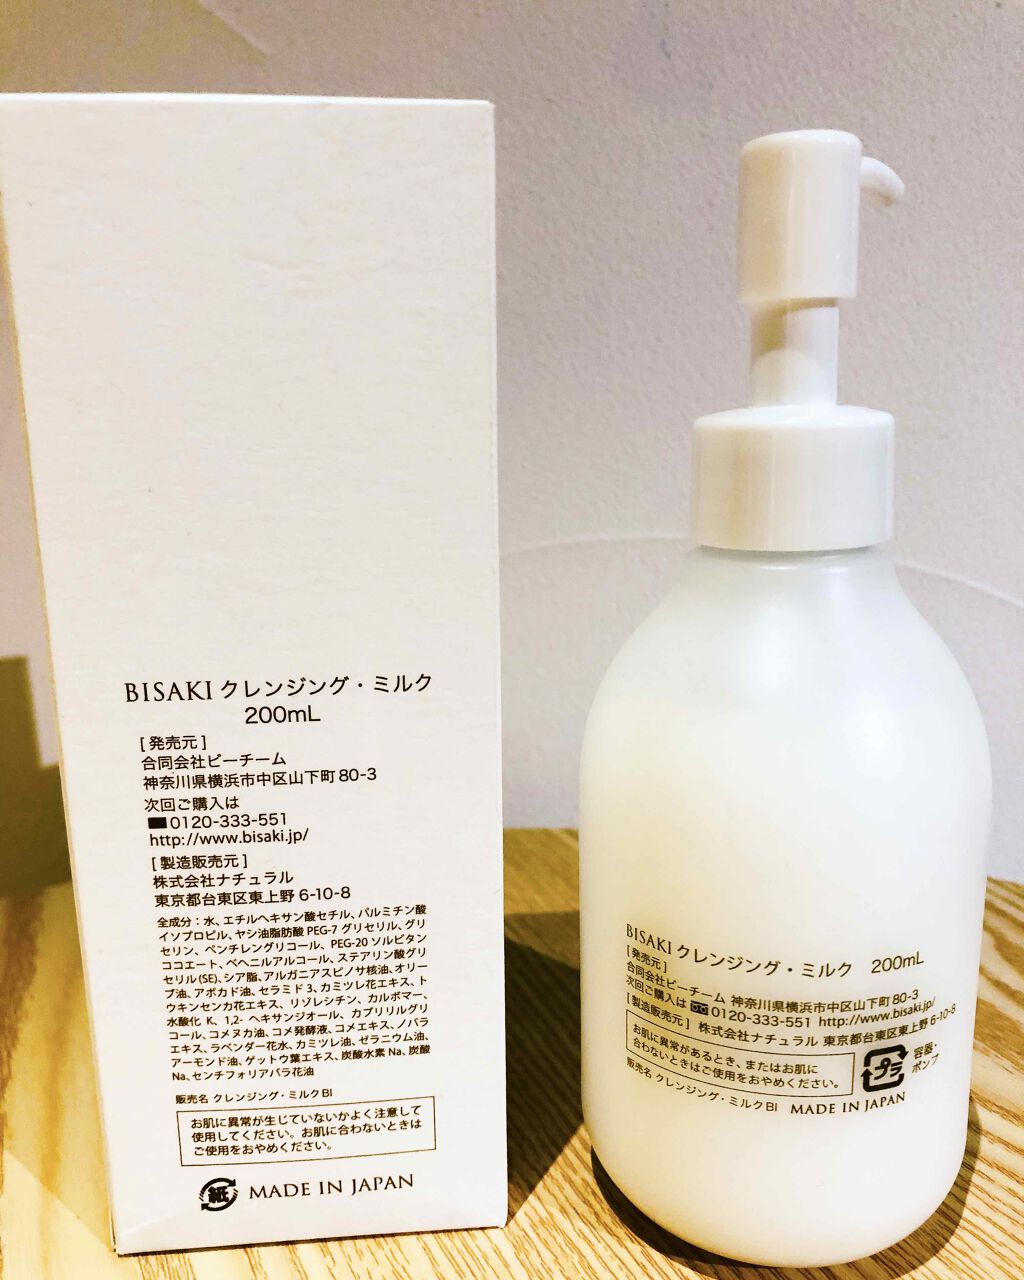 BISAKI クレンジング・ミルク
200mL
[ 発売元 ]
合同会社ビーチーム
神奈川県横浜市中区山下町 80-3
次回ご購入は
0120-333-551
http://www.bisaki.jp/
[ 製造販売元 ]
株式会社ナチュラル
東京都台東区東上野 6-10-8
全成分：水、エチルヘキサン酸セチル、パルミチン酸
イソプロピル、ヤシ油脂肪酸 PEG-7 グリセリル、グリ
セリン、ペンチレングリコール、PEG-20 ソルビタン
ココエート、ベヘニルアルコール、ステアリン酸グリ
セリル(SE)、シア脂、アルガニアスピノサ核油、オリー
ブ油、アボカド油、セラミド 3、カミツレ花エキス、ト
ウキンセンカ花エキス、リゾレシチン、カルボマー、
水酸化 K、1,2- ヘキサンジオール、カプリリルグリ
コール、コメヌカ油、コメ発酵液、コメエキス、ノバラ
エキス、ラベンダー花水、カミツレ油、ゼラニウム油、
アーモンド油、ゲットウ葉エキス、炭酸水素 Na、炭酸
Na、センチフォリアバラ花油
販売名 クレンジング・ミルク BI
お肌に異常が生じていないかよく注意して
使用してください。お肌に合わないときは
ご使用をおやめください。
紙 MADE IN JAPAN
BISAKI クレンジング・ミルク 200mL
[ 発売元 ]
合同会社ビーチーム 神奈川県横浜市中区山下町 80-3
次回ご購入は 0120-333-551 http://www.bisaki.jp/
[ 製造販売元 ] 株式会社ナチュラル 東京都台東区東上野 6-10-8
お肌に異常があるとき、またはお肌に
合わないときはご使用をおやめください。
プラ
容器・
ポンプ
販売名 クレンジング・ミルク BI MADE IN JAPAN